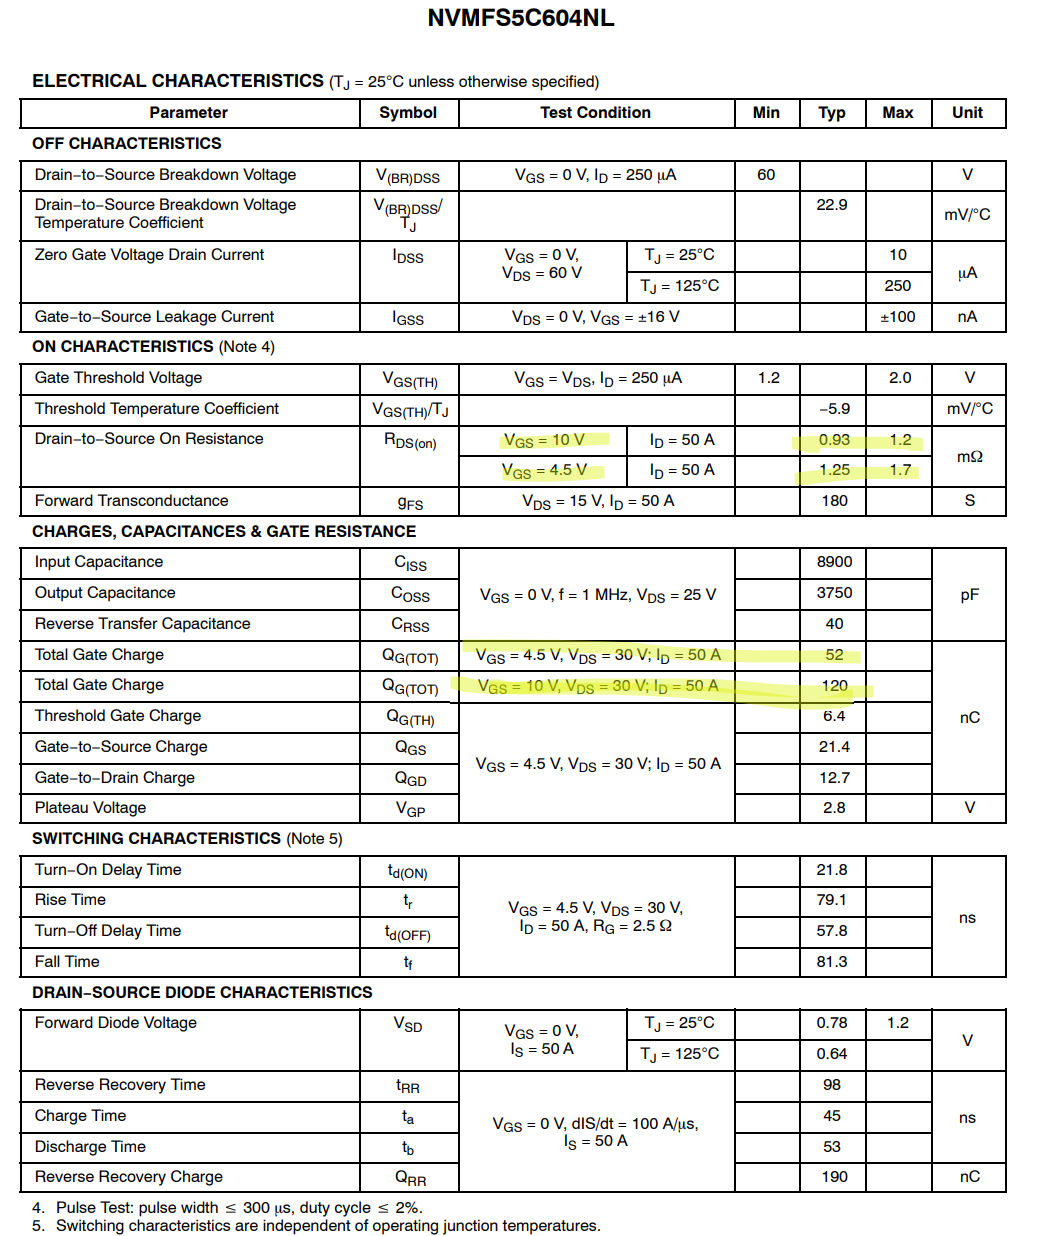 NVMFS5C604NL
ELECTRICAL CHARACTERISTICS (TJ = 25°C unless otherwise specified)
Parameter Symbol Test Condition Min Typ Max Unit
OFF CHARACTERISTICS
Drain−to−Source Breakdown Voltage V(BR)DSS VGS = 0 V, ID = 250 μA 60 V
Drain−to−Source Breakdown Voltage Temperature Coefficient V(BR)DSS/TJ 22.9 mV/°C
Zero Gate Voltage Drain Current IDSS VGS = 0 V, VDS = 60 V TJ = 25°C 10 μA
TJ = 125°C 250
Gate−to−Source Leakage Current IGSS VDS = 0 V, VGS = ±16 V ±100 nA
ON CHARACTERISTICS (Note 4)
Gate Threshold Voltage VGS(TH) VGS = VDS, ID = 250 μA 1.2 2.0 V
Threshold Temperature Coefficient VGS(TH)/TJ −5.9 mV/°C
Drain−to−Source On Resistance RDS(on) VGS = 10 V ID = 50 A 0.93 1.2 mΩ
VGS = 4.5 V ID = 50 A 1.25 1.7
Forward Transconductance gFS VDS = 15 V, ID = 50 A 180 S
CHARGES, CAPACITANCES & GATE RESISTANCE
Input Capacitance CISS VGS = 0 V, f = 1 MHz, VDS = 25 V 8900 pF
Output Capacitance COSS 3750
Reverse Transfer Capacitance CRSS 40
Total Gate Charge QG(TOT) VGS = 4.5 V, VDS = 30 V; ID = 50 A 52 nC
Total Gate Charge QG(TOT) VGS = 10 V, VDS = 30 V; ID = 50 A 120
Threshold Gate Charge QG(TH) VGS = 4.5 V, VDS = 30 V; ID = 50 A 6.4
Gate−to−Source Charge QGS 21.4
Gate−to−Drain Charge QGD 12.7
Plateau Voltage VGP 2.8 V
SWITCHING CHARACTERISTICS (Note 5)
Turn−On Delay Time td(ON) VGS = 4.5 V, VDS = 30 V, ID = 50 A, RG = 2.5 Ω 21.8 ns
Rise Time tr 79.1
Turn−Off Delay Time td(OFF) 57.8
Fall Time tf 81.3
DRAIN−SOURCE DIODE CHARACTERISTICS
Forward Diode Voltage VSD VGS = 0 V, IS = 50 A TJ = 25°C 0.78 1.2 V
TJ = 125°C 0.64
Reverse Recovery Time tRR VGS = 0 V, dIS/dt = 100 A/μs, IS = 50 A 98 ns
Charge Time ta 45
Discharge Time tb 53
Reverse Recovery Charge QRR 190 nC
4. Pulse Test: pulse width ≤ 300 μs, duty cycle ≤ 2%.
5. Switching characteristics are independent of operating junction temperatures.